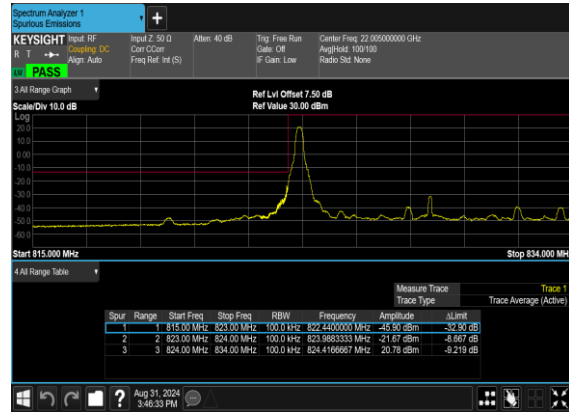 Spectrum Analyzer 1
Spurious Emissions
+
KEYSIGHT Input: RF Input Z: 50 Ω Atten: 40 dB Trig: Free Run Center Freq: 22.005000000 GHz
R T Coupling: DC Corr CCorr Gate: Off Avg|Hold: 100/100
Align: Auto Freq Ref: Int (S) IF Gain: Low Radio Std: None
PASS
3 All Range Graph
Ref Lvl Offset 7.50 dB
Scale/Div 10.0 dB Ref Value 30.00 dBm
Log
20.0
10.0
0.00
-10.0
-20.0
-30.0
-40.0
-50.0
-60.0
Start 815.000 MHz Stop 834.000 MHz
4 All Range Table
Measure Trace Trace 1
Trace Type Trace Average (Active)
Spur Range Start Freq Stop Freq RBW Frequency Amplitude ΔLimit
1 1 815.00 MHz 823.00 MHz 100.0 kHz 822.4400000 MHz -45.90 dBm -32.90 dB
2 2 823.00 MHz 824.00 MHz 100.0 kHz 823.9883333 MHz -21.67 dBm -8.667 dB
3 3 824.00 MHz 834.00 MHz 100.0 kHz 824.4166667 MHz 20.78 dBm -9.219 dB
? Aug 31, 2024
3:46:33 PM